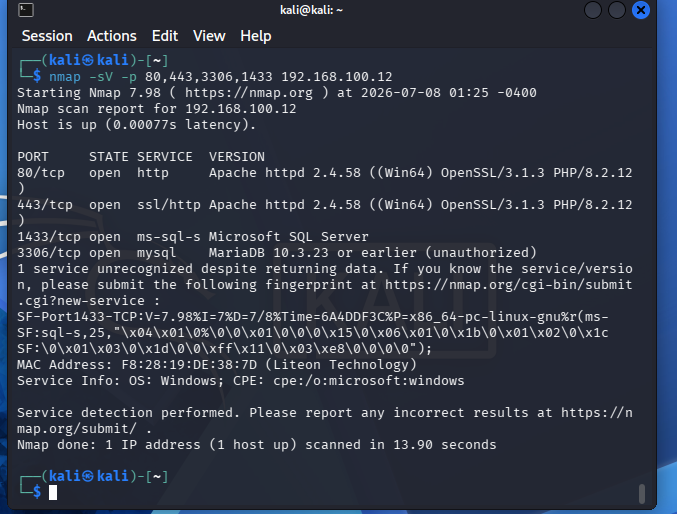 kali@kali: ~
Session Actions Edit View Help
┌──(kali㉿kali)-[~]
└─$ nmap -sV -p 80,443,3306,1433 192.168.100.12
Starting Nmap 7.98 ( https://nmap.org ) at 2026-07-08 01:25 -0400
Nmap scan report for 192.168.100.12
Host is up (0.00077s latency).
PORT     STATE SERVICE  VERSION
80/tcp   open  http     Apache httpd 2.4.58 ((Win64) OpenSSL/3.1.3 PHP/8.2.12
)
443/tcp  open  ssl/http Apache httpd 2.4.58 ((Win64) OpenSSL/3.1.3 PHP/8.2.12
)
1433/tcp open  ms-sql-s Microsoft SQL Server
3306/tcp open  mysql    MariaDB 10.3.23 or earlier (unauthorized)
1 service unrecognized despite returning data. If you know the service/versio
n, please submit the following fingerprint at https://nmap.org/cgi-bin/submit
.cgi?new-service :
SF-Port1433-TCP:V=7.98%I=7%D=7/8%Time=6A4DDF3C%P=x86_64-pc-linux-gnu%r(ms-
SF:sql-s,25,"\x04\x01\0%\0\0\x01\0\0\0\x15\0\x06\x01\0\x1b\0\x01\x02\0\x1c
SF:\0\x01\x03\0\x1d\0\0\xff\x11\0\x03\xe8\0\0\0\0");
MAC Address: F8:28:19:DE:38:7D (Liteon Technology)
Service Info: OS: Windows; CPE: cpe:/o:microsoft:windows
Service detection performed. Please report any incorrect results at https://n
map.org/submit/ .
Nmap done: 1 IP address (1 host up) scanned in 13.90 seconds
┌──(kali㉿kali)-[~]
└─$
KALI